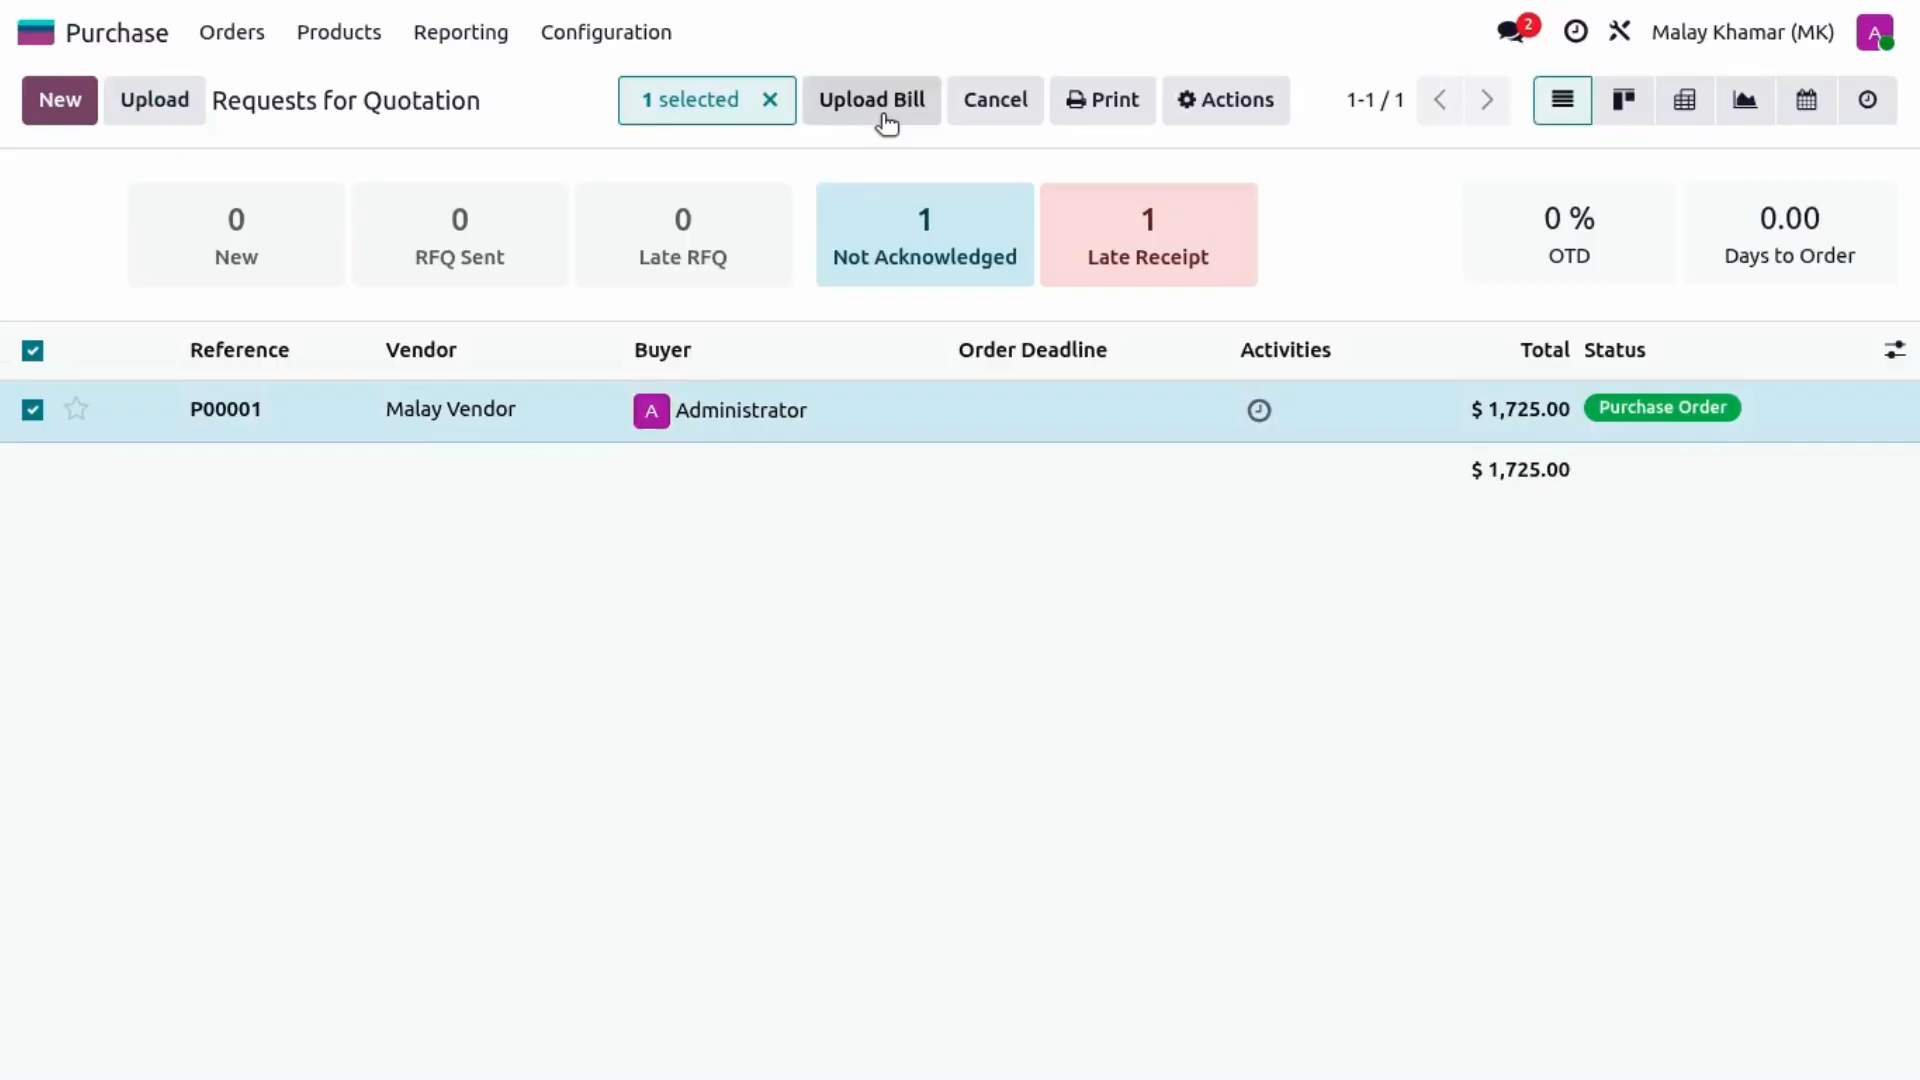 Purchase Orders Products Reporting Configuration 2 Malay Khamar (MK) A
New Upload Requests for Quotation 1 selected Upload Bill Cancel Print Actions 1-1 / 1
0 0 0 1 1 0 % 0.00
New RFQ Sent Late RFQ Not Acknowledged Late Receipt OTD Days to Order
Reference Vendor Buyer Order Deadline Activities Total Status
P00001 Malay Vendor A Administrator $ 1,725.00 Purchase Order
$ 1,725.00